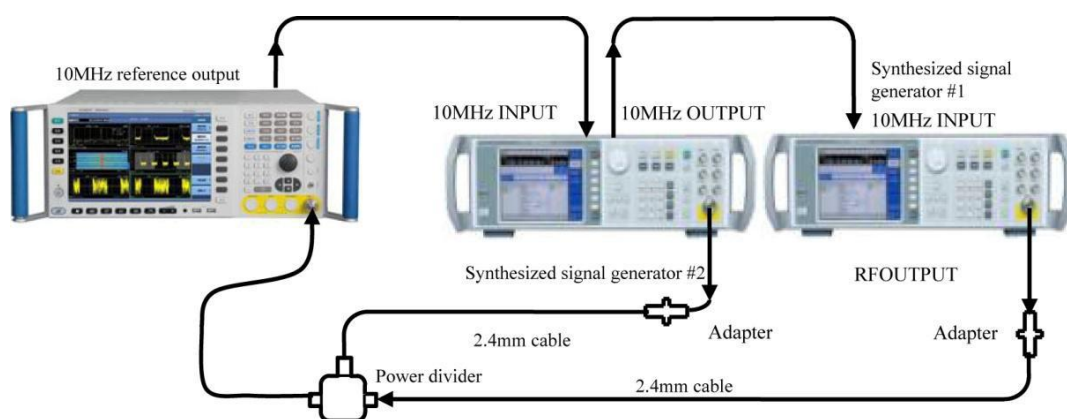 10MHz reference output
10MHz INPUT
10MHz OUTPUT
Synthesized signal
generator #1
10MHz INPUT
Synthesized signal generator #2
RFOUTPUT
Adapter
Adapter
2.4mm cable
Power divider
2.4mm cable